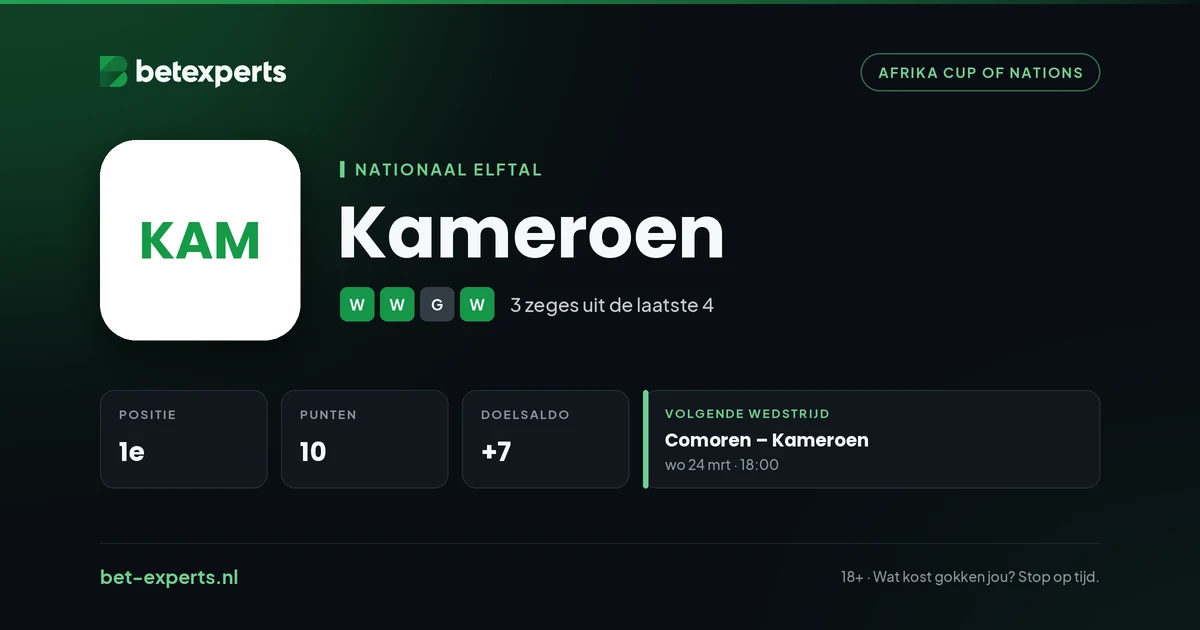 betexperts
AFRIKA CUP OF NATIONS
KAM
NATIONAAL ELFTAL
Kameroen
W W G W 3 zeges uit de laatste 4
POSITIE
1e
PUNTEN
10
DOELSALDO
+7
VOLGENDE WEDSTRIJD
Comoren – Kameroen
wo 24 mrt · 18:00
bet-experts.nl
18+ · Wat kost gokken jou? Stop op tijd.